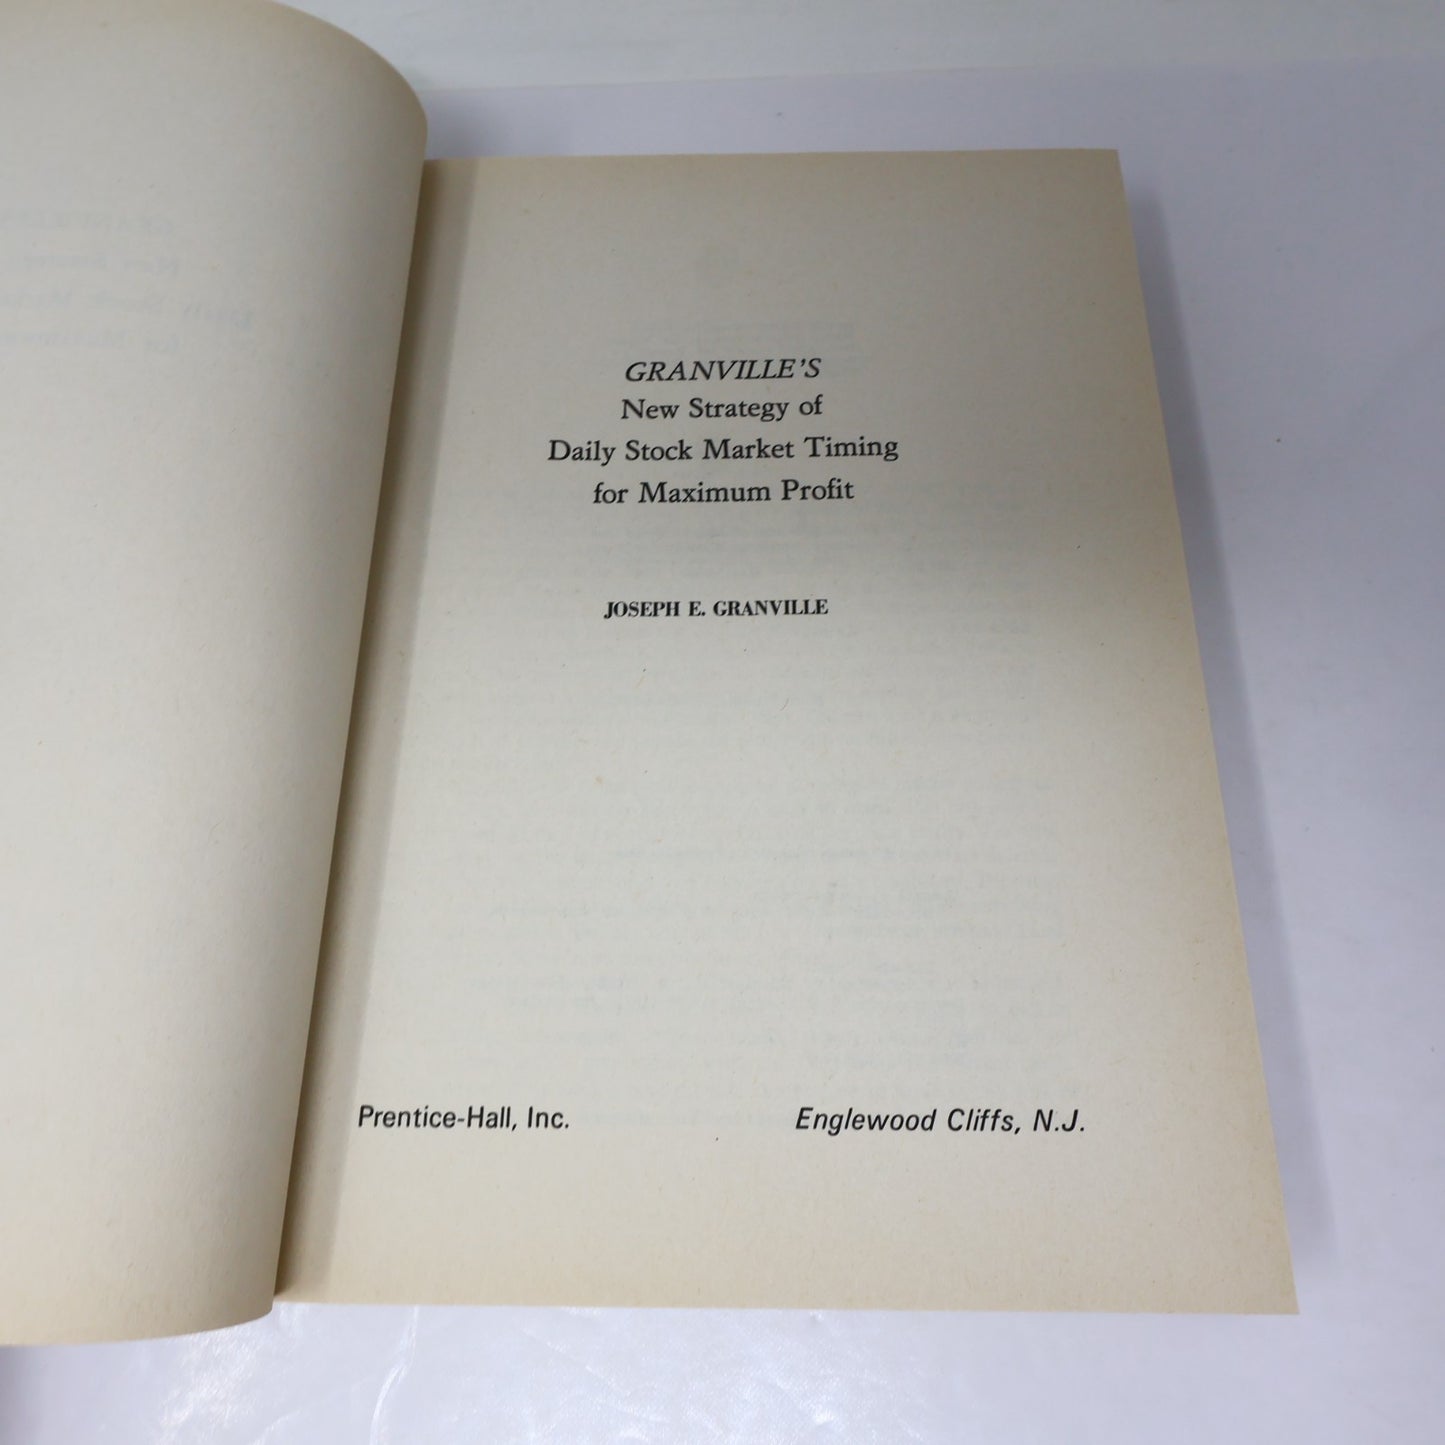 GRANVILLE'S
New Strategy of
Daily Stock Market Timing
for Maximum Profit
JOSEPH E. GRANVILLE
Prentice-Hall, Inc. Englewood Cliffs, N.J.